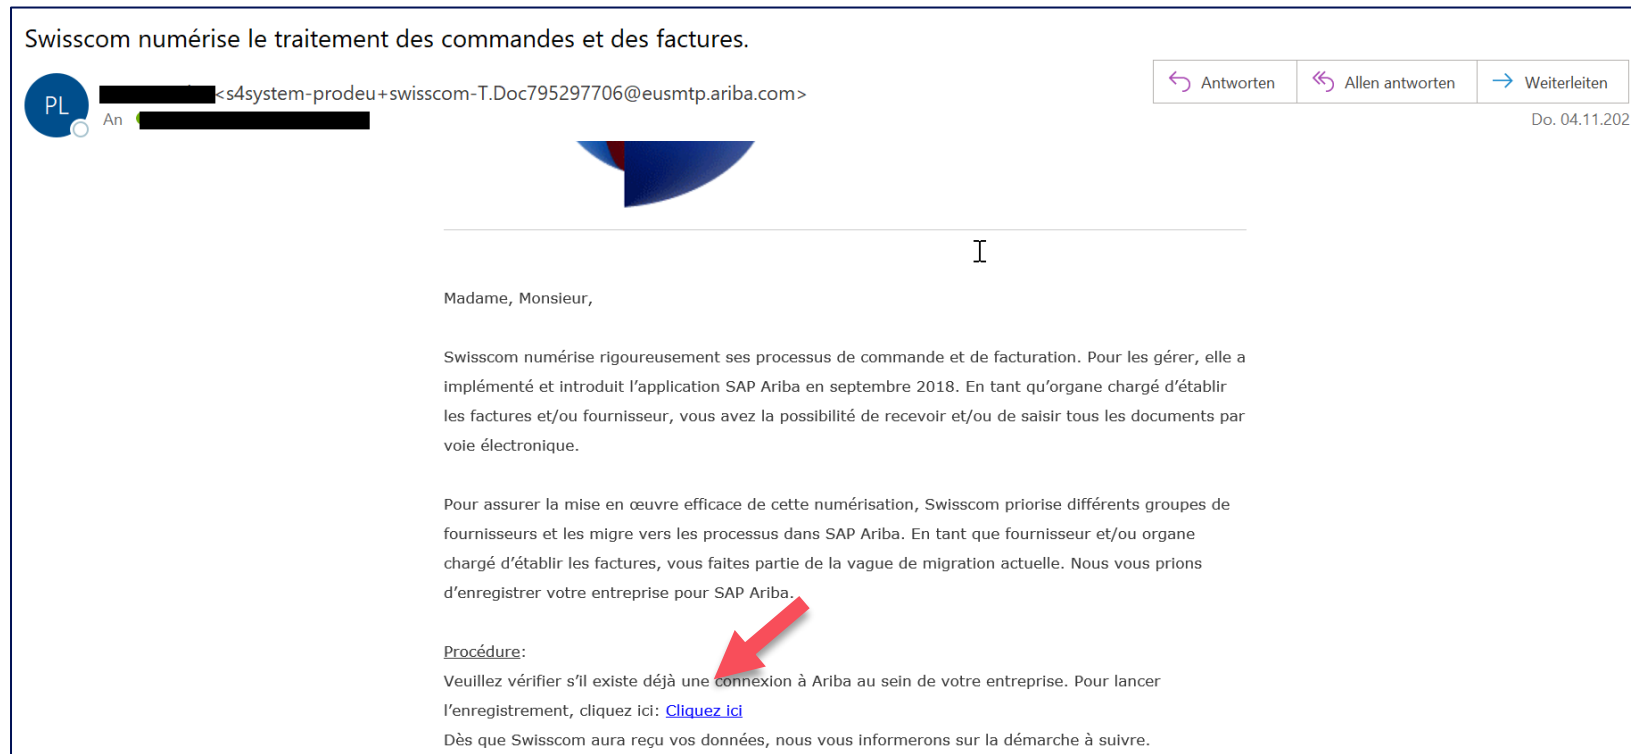 Swisscom numérise le traitement des commandes et des factures.
PL
<s4system-prodeu+swisscom-T.Doc795297706@eusmtp.ariba.com>
An
Antworten
Allen antworten
Weiterleiten
Do. 04.11.202
Madame, Monsieur,
Swisscom numérise rigoureusement ses processus de commande et de facturation. Pour les gérer, elle a
implémenté et introduit l’application SAP Ariba en septembre 2018. En tant qu’organe chargé d’établir
les factures et/ou fournisseur, vous avez la possibilité de recevoir et/ou de saisir tous les documents par
voie électronique.
Pour assurer la mise en œuvre efficace de cette numérisation, Swisscom priorise différents groupes de
fournisseurs et les migre vers les processus dans SAP Ariba. En tant que fournisseur et/ou organe
chargé d’établir les factures, vous faites partie de la vague de migration actuelle. Nous vous prions
d’enregistrer votre entreprise pour SAP Ariba.
Procédure:
Veuillez vérifier s’il existe déjà une connexion à Ariba au sein de votre entreprise. Pour lancer
l’enregistrement, cliquez ici: Cliquez ici
Dès que Swisscom aura reçu vos données, nous vous informerons sur la démarche à suivre.